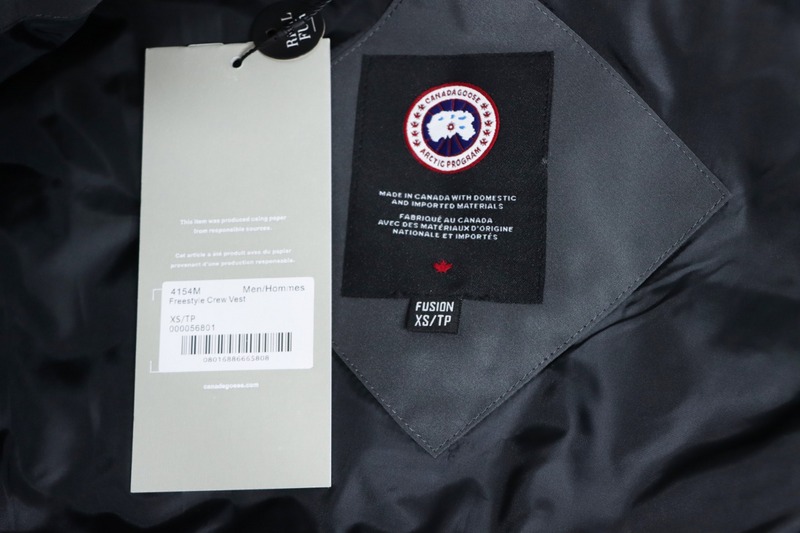 This item was produced using paper
from responsible sources.
Cet article a été produit avec du papier
provenant d'une production responsable.
4154M Men/Hommes
Freestyle Crew Vest
XS/TP
000056801
08016886665808
canadagoose.com
CANADA GOOSE
ARCTIC PROGRAM
MADE IN CANADA WITH DOMESTIC
AND IMPORTED MATERIALS
FABRIQUÉ AU CANADA
AVEC DES MATÉRIAUX D'ORIGINE
NATIONALE ET IMPORTÉS
FUSION
XS/TP